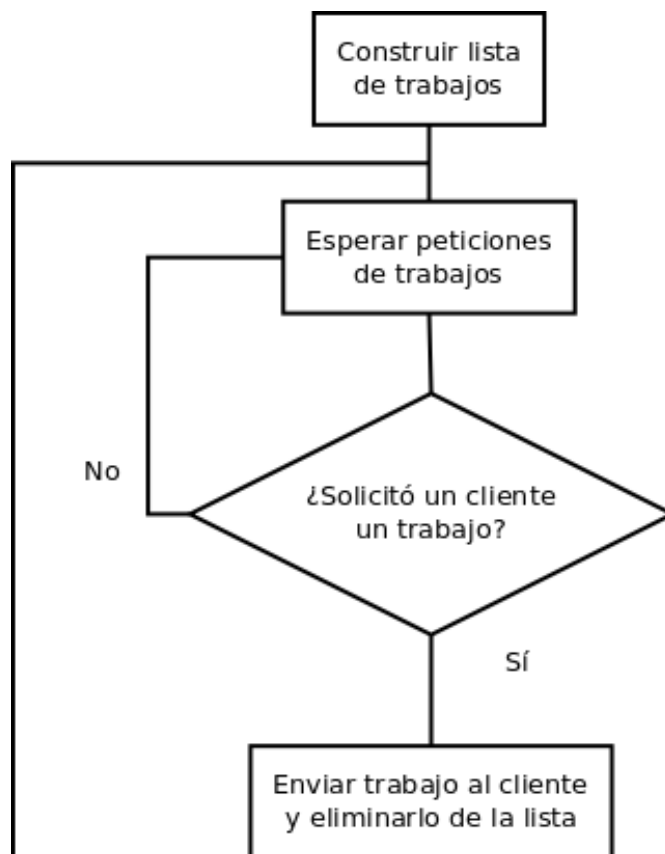 Construir lista
de trabajos
Esperar peticiones
de trabajos
No
¿Solicitó un cliente
un trabajo?
Sí
Enviar trabajo al cliente
y eliminarlo de la lista